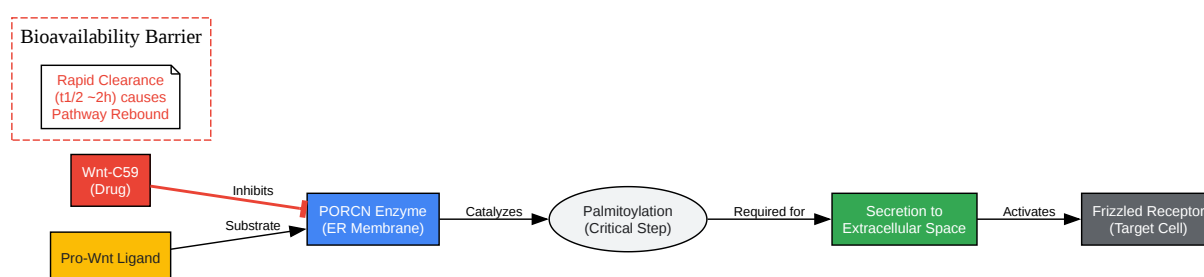 Bioavailability Barrier
Rapid Clearance
(t1/2 ~2h) causes
Pathway Rebound
Wnt-C59
(Drug)
Inhibits
Pro-Wnt Ligand
Substrate
PORCN Enzyme
(ER Membrane)
Catalyzes
Palmitoylation
(Critical Step)
Required for
Secretion to
Extracellular Space
Activates
Frizzled Receptor
(Target Cell)